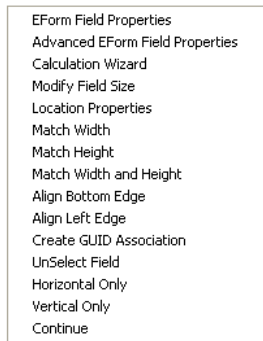 EForm Field Properties
Advanced EForm Field Properties
Calculation Wizard
Modify Field Size
Location Properties
Match Width
Match Height
Match Width and Height
Align Bottom Edge
Align Left Edge
Create GUID Association
UnSelect Field
Horizontal Only
Vertical Only
Continue